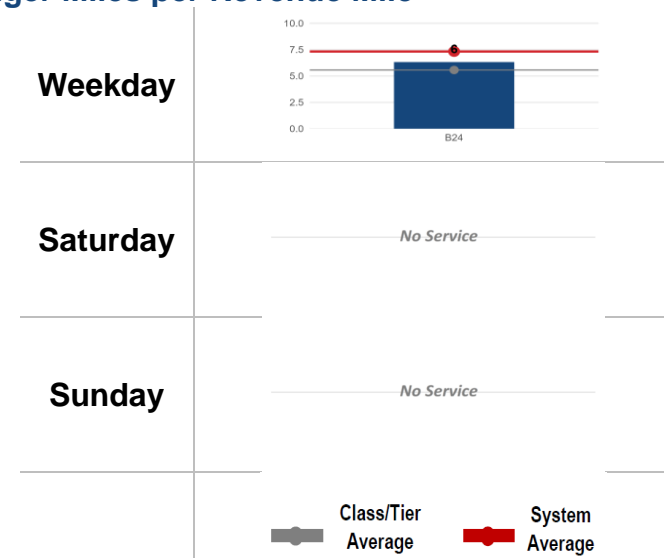 Miles per Revenue Mile
10.0
7.5
5.0
2.5
0.0
6
B24
Weekday
Saturday
No Service
Sunday
No Service
Class/Tier
Average
System
Average